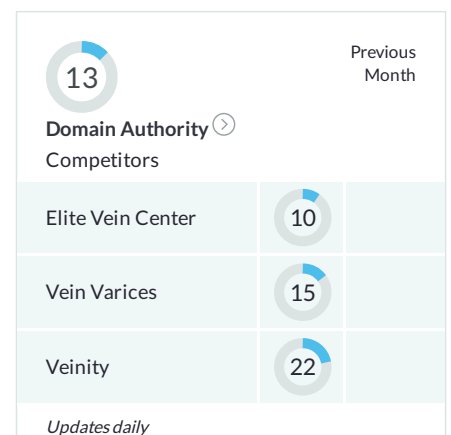 13
Previous
Month
Domain Authority
Competitors
Elite Vein Center 10
Vein Varices 15
Veinity 22
Updates daily